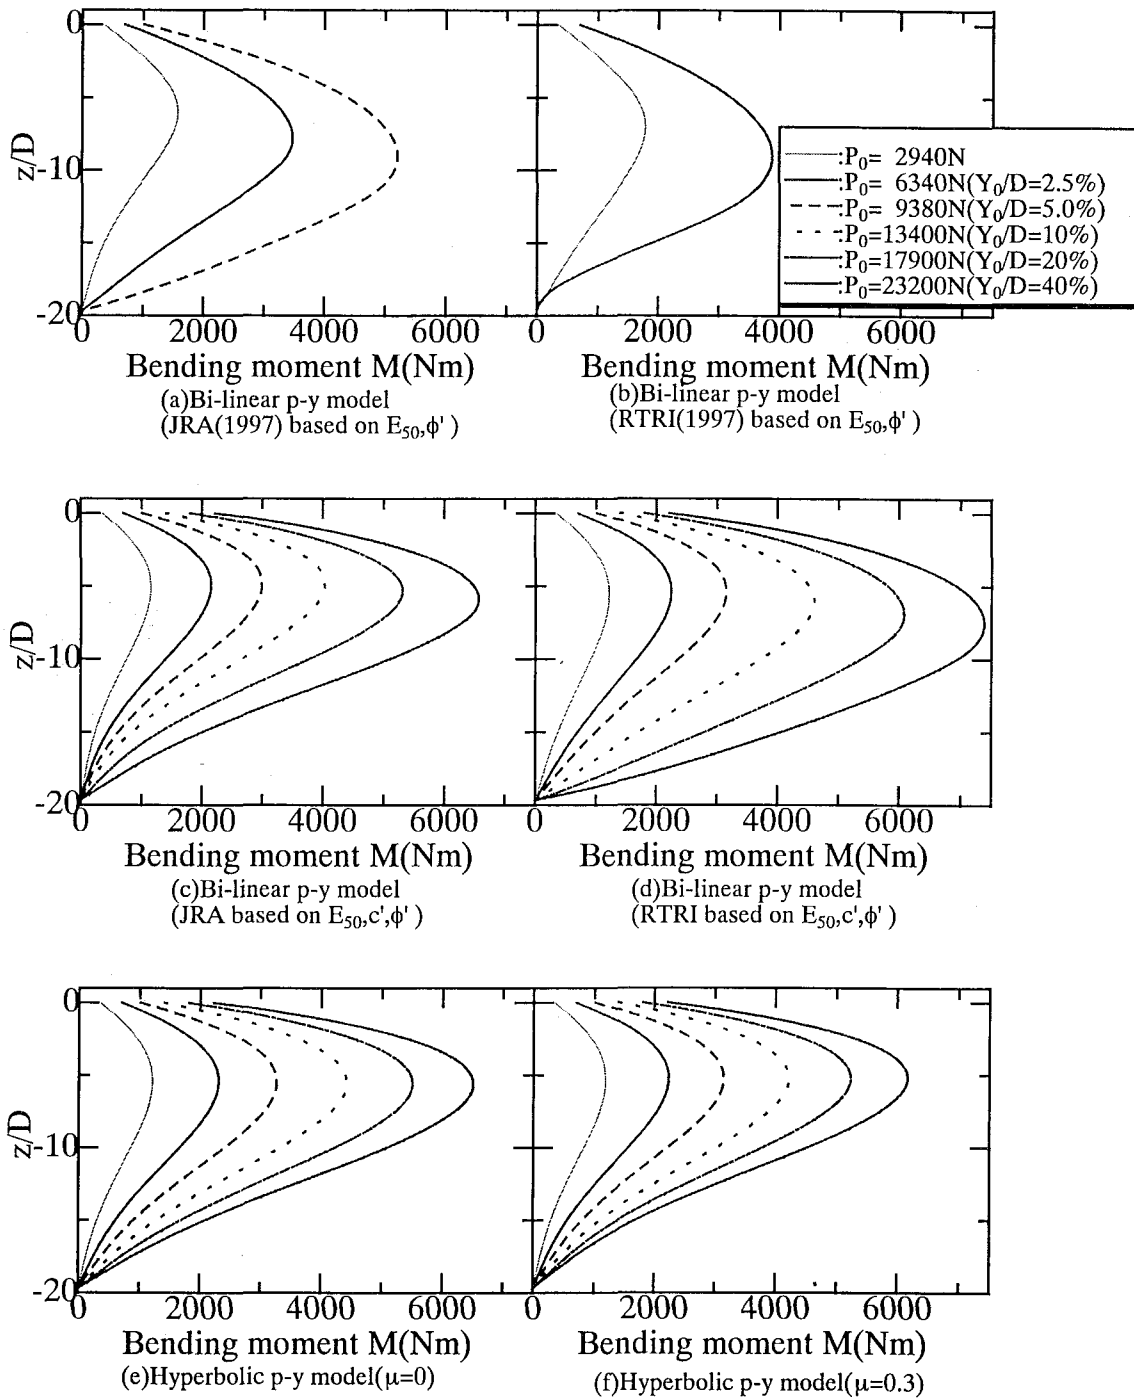 0
z/D
-10
-20
0 2000 4000 6000
Bending moment M(Nm)
(a)Bi-linear p-y model
(JRA(1997) based on E₅₀,ϕ' )
:P₀= 2940N
:P₀= 6340N(Y₀/D=2.5%)
:P₀= 9380N(Y₀/D=5.0%)
:P₀=13400N(Y₀/D=10%)
:P₀=17900N(Y₀/D=20%)
:P₀=23200N(Y₀/D=40%)
0 2000 4000 6000
Bending moment M(Nm)
(b)Bi-linear p-y model
(RTRI(1997) based on E₅₀,ϕ' )
0
z/D
-10
-20
0 2000 4000 6000
Bending moment M(Nm)
(c)Bi-linear p-y model
(JRA based on E₅₀,c',ϕ' )
0 2000 4000 6000
Bending moment M(Nm)
(d)Bi-linear p-y model
(RTRI based on E₅₀,c',ϕ' )
0
z/D
-10
-20
0 2000 4000 6000
Bending moment M(Nm)
(e)Hyperbolic p-y model(μ=0)
0 2000 4000 6000
Bending moment M(Nm)
(f)Hyperbolic p-y model(μ=0.3)